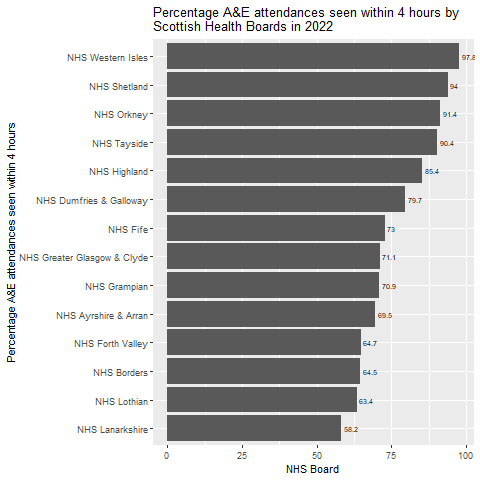 Percentage A&E attendances seen within 4 hours by
Scottish Health Boards in 2022
Percentage A&E attendances seen within 4 hours
NHS Western Isles 97.8
NHS Shetland 94
NHS Orkney 91.4
NHS Tayside 90.4
NHS Highland 85.4
NHS Dumfries & Galloway 79.7
NHS Fife 73
NHS Greater Glasgow & Clyde 71.1
NHS Grampian 70.9
NHS Ayrshire & Arran 69.5
NHS Forth Valley 64.7
NHS Borders 64.5
NHS Lothian 63.4
NHS Lanarkshire 58.2
0 25 50 75 100
NHS Board